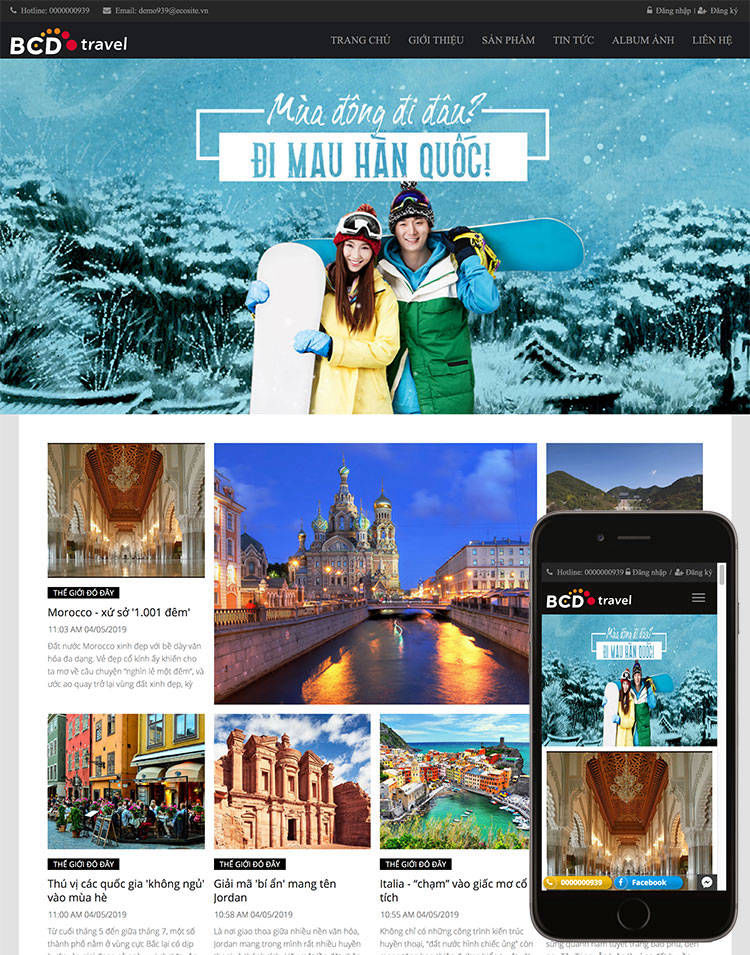 Hotline: 0000000939 Email: demo939@ecosite.vn Đăng nhập | Đăng ký
BCD travel TRANG CHỦ GIỚI THIỆU SẢN PHẨM TIN TỨC ALBUM ẢNH LIÊN HỆ
Mùa đông đi đâu?
ĐI MAU HÀN QUỐC!
THẾ GIỚI ĐÓ ĐÂY
Morocco - xứ sở '1.001 đêm'
11:03 AM 04/05/2019
Đất nước Morocco xinh đẹp với bề dày văn
hóa đa dạng. Vẻ đẹp cổ kính ấy khiến cho
ta mơ về câu chuyện “nghìn lẻ một đêm”, và
ước ao quay trở lại vùng đất xinh đẹp, kỳ
THẾ GIỚI ĐÓ ĐÂY
Thú vị các quốc gia 'không ngủ'
vào mùa hè
11:00 AM 04/05/2019
Từ cuối tháng 5 đến giữa tháng 7, một số
thành phố nằm ở vùng cực Bắc lại có dịp
THẾ GIỚI ĐÓ ĐÂY
Giải mã 'bí ẩn' mang tên
Jordan
10:58 AM 04/05/2019
Là nơi giao thoa giữa nhiều nền văn hóa,
Jordan mang trong mình rất nhiều huyền
THẾ GIỚI ĐÓ ĐÂY
Italia - “chạm” vào giấc mơ cổ
tích
10:55 AM 04/05/2019
Không chỉ có những công trình kiến trúc
huyền thoại, “đất nước hình chiếc ủng” còn
Hotline: 0000000939 Đăng nhập / Đăng ký
BCD travel
Mùa đông đi đâu?
ĐI MAU HÀN QUỐC!
0000000939 Facebook